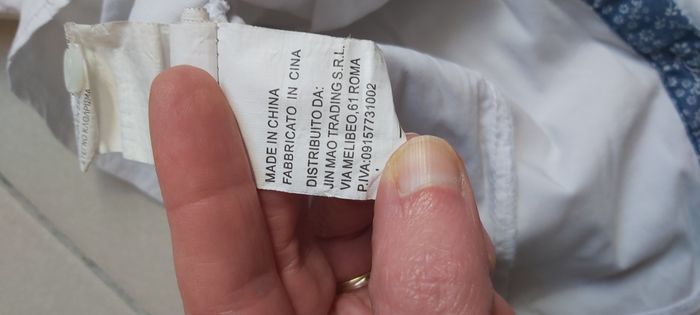 MADE IN CHINA
FABBRICATO IN CINA
DISTRIBUITO DA:
JIN MAO TRADING S.R.L.
VIA MELIBEO,61 ROMA
P.IVA:09157731002